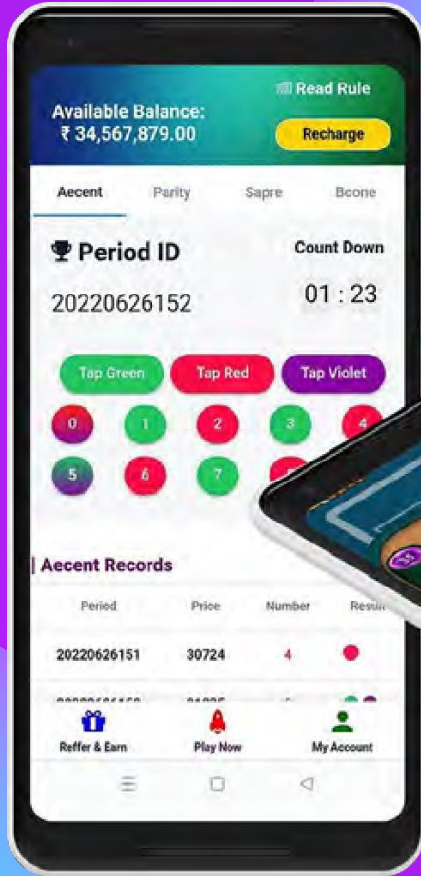 Read Rule
Available Balance:
₹ 34,567,879.00
Recharge
Aecent Parity Sapre Bcone
Period ID
Count Down
20220626152
01 : 23
Tap Green Tap Red Tap Violet
0 1 2 3 4
5 6 7
Aecent Records
Period Price Number Result
20220626151 30724 4
Reffer & Earn Play Now My Account